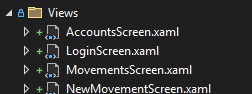 Views
AccountsScreen.xaml
LoginScreen.xaml
MovementsScreen.xaml
NewMovementScreen.xaml